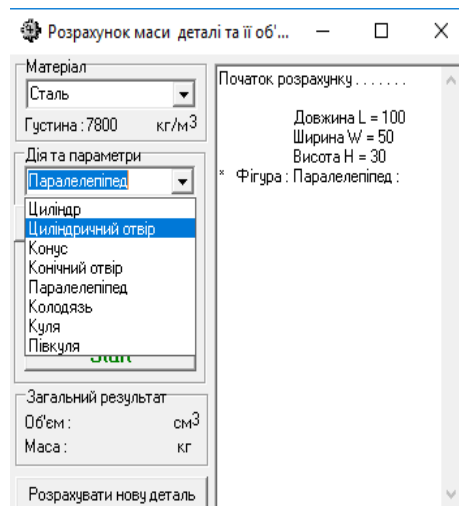 Розрахунок маси деталі та її об'...
Матеріал
Сталь
Густина : 7800 кг/м3
Дія та параметри
Паралелепіпед
Циліндр
Циліндричний отвір
Конус
Конічний отвір
Паралелепіпед
Колодязь
Куля
Півкуля
Start
Загальний результат
Об'єм : см3
Маса : кг
Розрахувати нову деталь
Початок розрахунку . . . . . . .
Довжина L = 100
Ширина W = 50
Висота H = 30
* Фігура : Паралелепіпед :